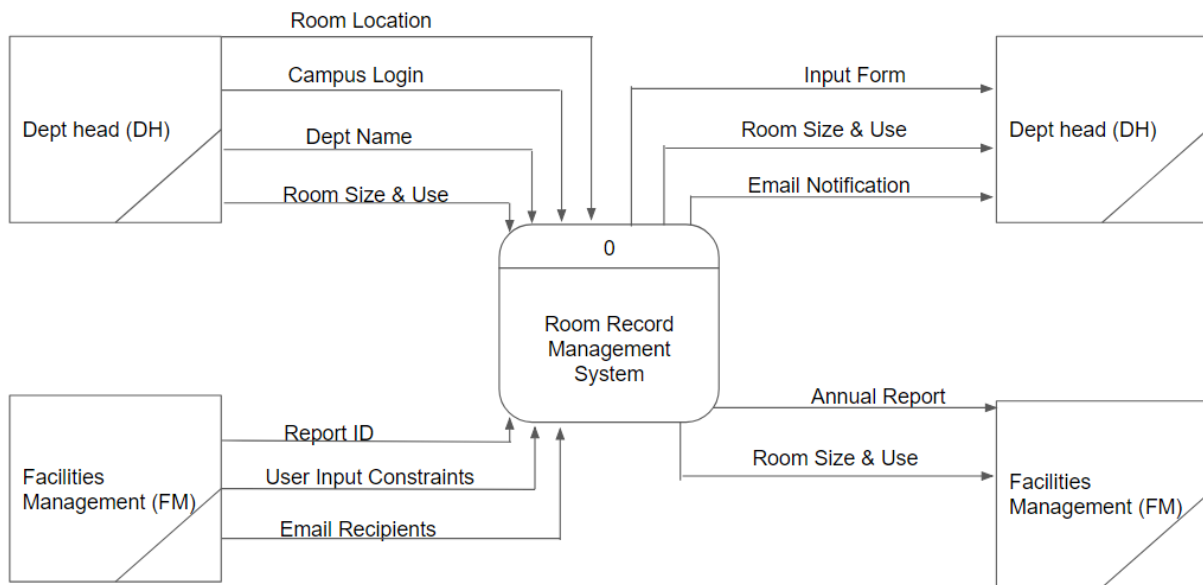 Room Location
Campus Login
Dept head (DH)
Dept Name
Room Size & Use
Input Form
Room Size & Use
Dept head (DH)
Email Notification
0
Room Record
Management
System
Report ID
Facilities
Management (FM)
User Input Constraints
Email Recipients
Annual Report
Room Size & Use
Facilities
Management (FM)